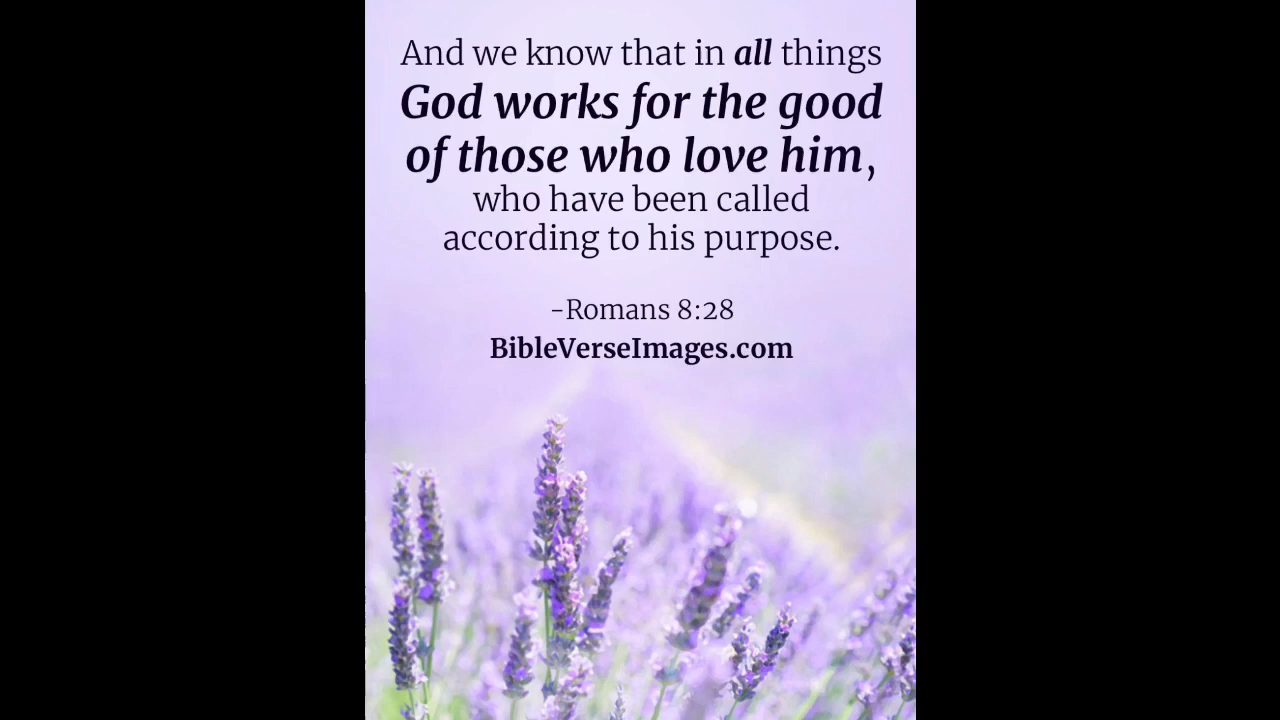 And we know that in all things
God works for the good
of those who love him,
who have been called
according to his purpose.
-Romans 8:28
BibleVerseImages.com